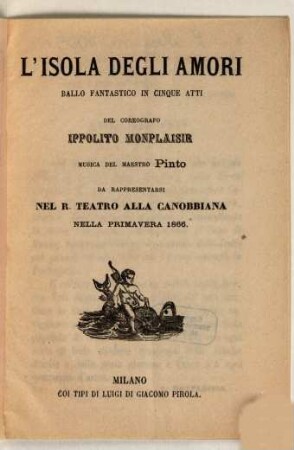 L'ISOLA DEGLI AMORI
BALLO FANTASTICO IN CINQUE ATTI
DEL COREOGRAFO
IPPOLITO MONPLAISIR
MUSICA DEL MAESTRO Pinto
DA RAPPRESENTARSI
NEL R. TEATRO ALLA CANOBBIANA
NELLA PRIMAVERA 1866.
MILANO
COI TIPI DI LUIGI DI GIACOMO PIROLA.